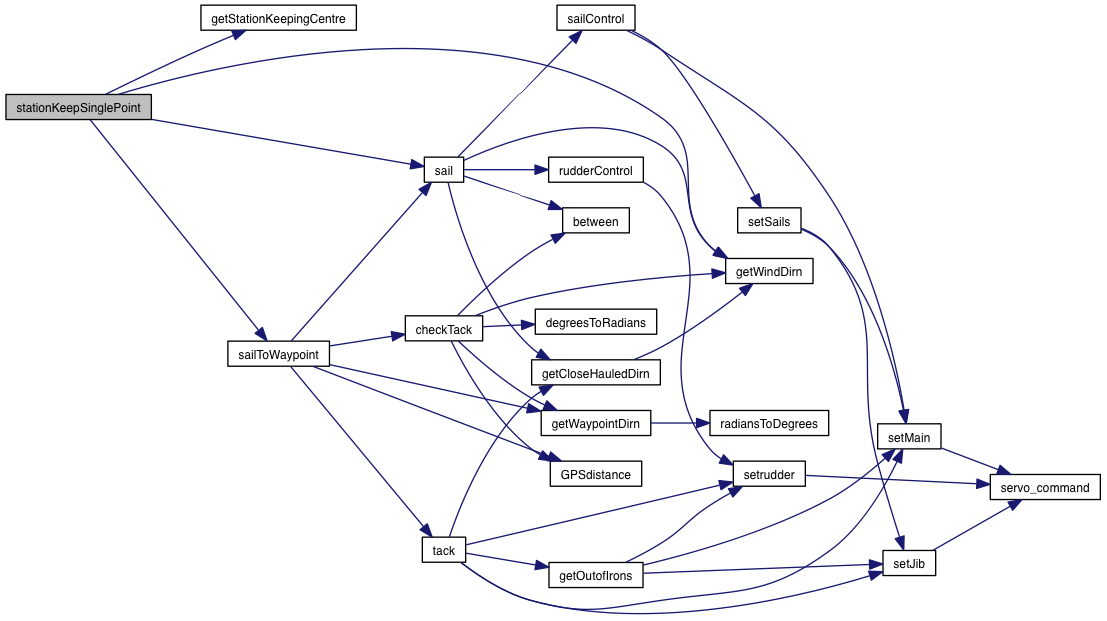 getStationKeepingCentre
sailControl
stationKeepSinglePoint
sail
rudderControl
between
setSails
getWindDirn
checkTack
degreesToRadians
sailToWaypoint
getCloseHauledDirn
getWaypointDirn
radiansToDegrees
setMain
GPSdistance
setrudder
servo_command
tack
getOutofIrons
setJib